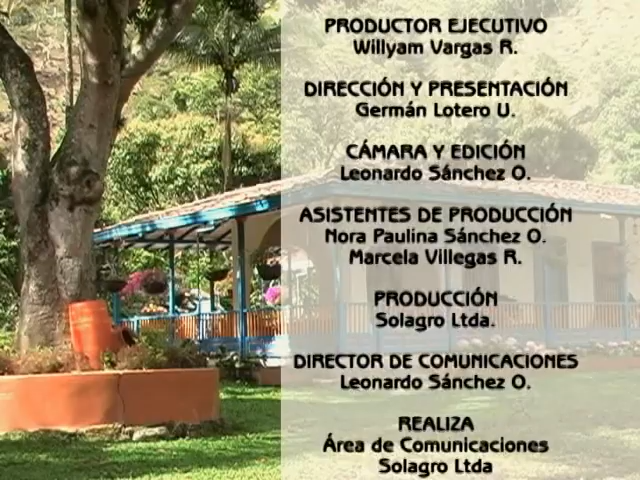 PRODUCTOR EJECUTIVO
Willyam Vargas R.
DIRECCIÓN Y PRESENTACIÓN
Germán Lotero U.
CÁMARA Y EDICIÓN
Leonardo Sánchez O.
ASISTENTES DE PRODUCCIÓN
Nora Paulina Sánchez O.
Marcela Villegas R.
PRODUCCIÓN
Solagro Ltda.
DIRECTOR DE COMUNICACIONES
Leonardo Sánchez O.
REALIZA
Área de Comunicaciones
Solagro Ltda